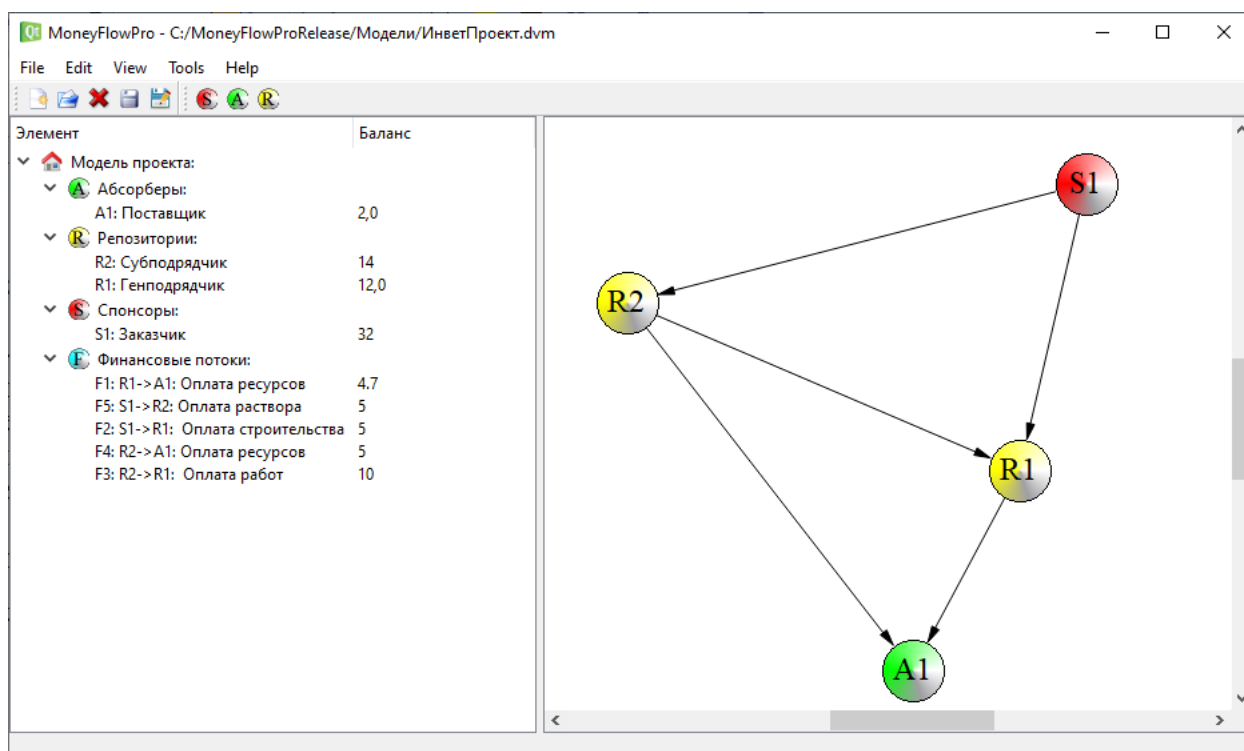 MoneyFlowPro - C:/MoneyFlowProRelease/Модели/ИнветПроект.dvm
File Edit View Tools Help
S A R
Элемент Баланс
Модель проекта:
A Абсорберы:
A1: Поставщик 2,0
R Репозитории:
R2: Субподрядчик 14
R1: Генподрядчик 12,0
S Спонсоры:
S1: Заказчик 32
F Финансовые потоки:
F1: R1->A1: Оплата ресурсов 4.7
F5: S1->R2: Оплата раствора 5
F2: S1->R1: Оплата строительства 5
F4: R2->A1: Оплата ресурсов 5
F3: R2->R1: Оплата работ 10
S1
R2
R1
A1